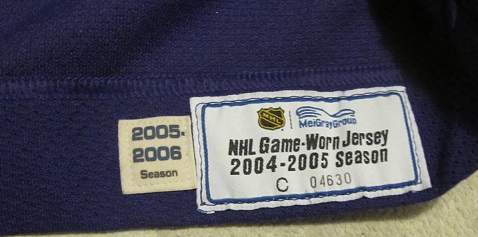 2005-
2006
Season
NHL
MeiGrayGroup
NHL Game-Worn Jersey
2004-2005 Season
C 04630